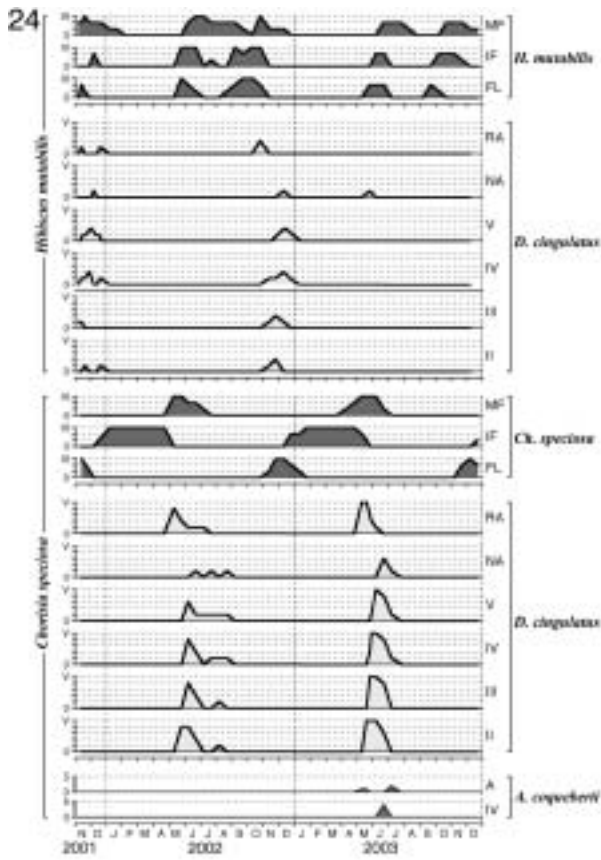 24
MF
IF
FL
H. mutabilis
RA
NA
V
IV
III
II
D. cingulatus
Hibiscus mutabilis
MF
IF
FL
Ch. speciosa
RA
NA
V
IV
III
II
D. cingulatus
Chorisia speciosa
A
IV
A. coquebertii
N D J F M A M J J A S O N D J F M A M J J A S O N D
2001 2002 2003